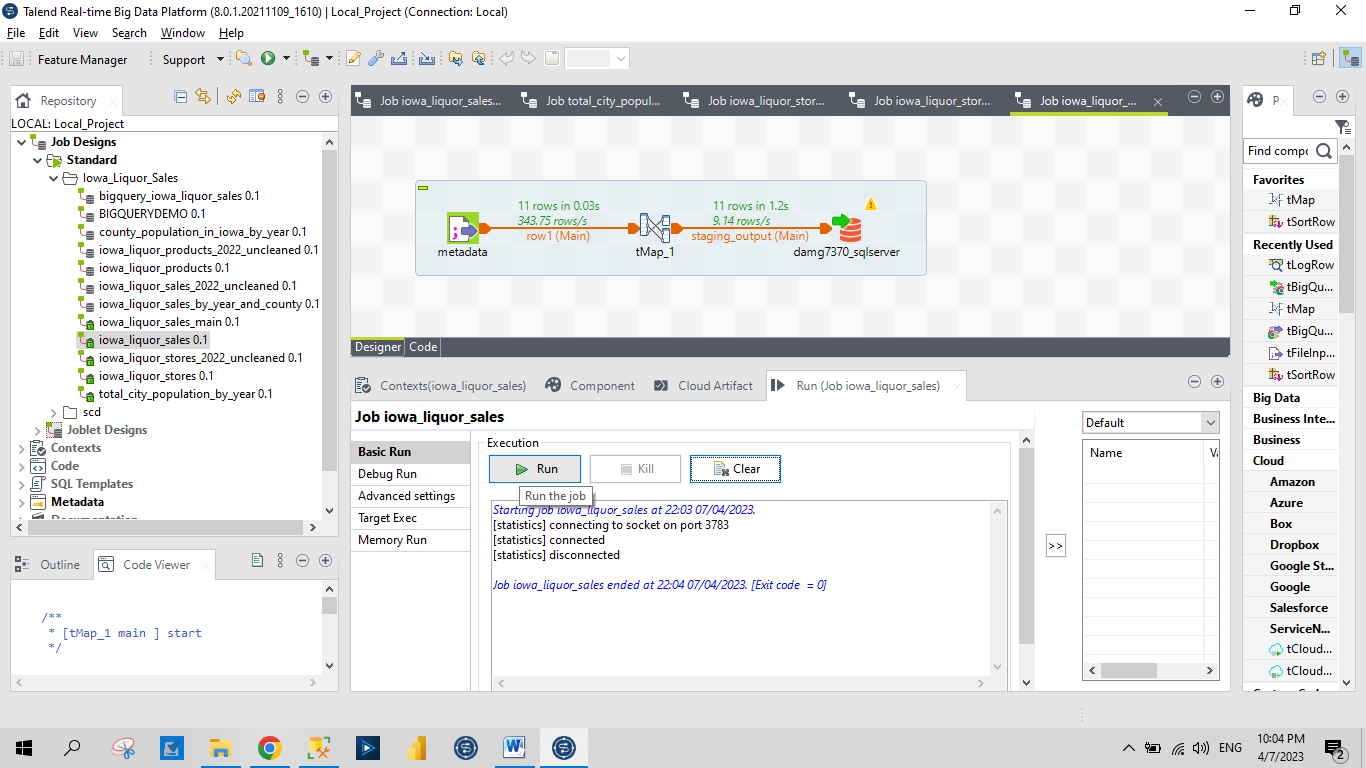 Talend Real-time Big Data Platform (8.0.1.20211109_1610) | Local_Project (Connection: Local)
File Edit View Search Window Help
Feature Manager Support
Repository
LOCAL: Local_Project
Job Designs
Standard
Iowa_Liquor_Sales
bigquery_iowa_liquor_sales 0.1
BIGQUERYDEMO 0.1
county_population_in_iowa_by_year 0.1
iowa_liquor_products_2022_uncleaned 0.1
iowa_liquor_products 0.1
iowa_liquor_sales_2022_uncleaned 0.1
iowa_liquor_sales_by_year_and_county 0.1
iowa_liquor_sales_main 0.1
iowa_liquor_sales 0.1
iowa_liquor_stores_2022_uncleaned 0.1
iowa_liquor_stores 0.1
total_city_population_by_year 0.1
scd
Joblet Designs
Contexts
Code
SQL Templates
Metadata
Outline Code Viewer
/**
* [tMap_1 main ] start
*/
Job iowa_liquor_sales... Job total_city_popul... Job iowa_liquor_stor... Job iowa_liquor_stor... Job iowa_liquor_...
11 rows in 0.03s
343.75 rows/s
row1 (Main)
11 rows in 1.2s
9.14 rows/s
staging_output (Main)
metadata tMap_1 damg7370_sqlserver
Designer Code
Contexts(iowa_liquor_sales) Component Cloud Artifact Run (Job iowa_liquor_sales)
Job iowa_liquor_sales
Basic Run
Debug Run
Advanced settings
Target Exec
Memory Run
Execution
Run Kill Clear
Run the job
Starting job iowa_liquor_sales at 22:03 07/04/2023.
[statistics] connecting to socket on port 3783
[statistics] connected
[statistics] disconnected
Job iowa_liquor_sales ended at 22:04 07/04/2023. [Exit code = 0]
>>
Default
Name
P
Find compo
Favorites
tMap
tSortRow
Recently Used
tLogRow
tBigQu...
tMap
tBigQu...
tFileInp...
tSortRow
Big Data
Business Inte...
Business
Cloud
Amazon
Azure
Box
Dropbox
Google St...
Google
Salesforce
ServiceN...
tCloud...
tCloud...
ENG
10:04 PM
4/7/2023
2